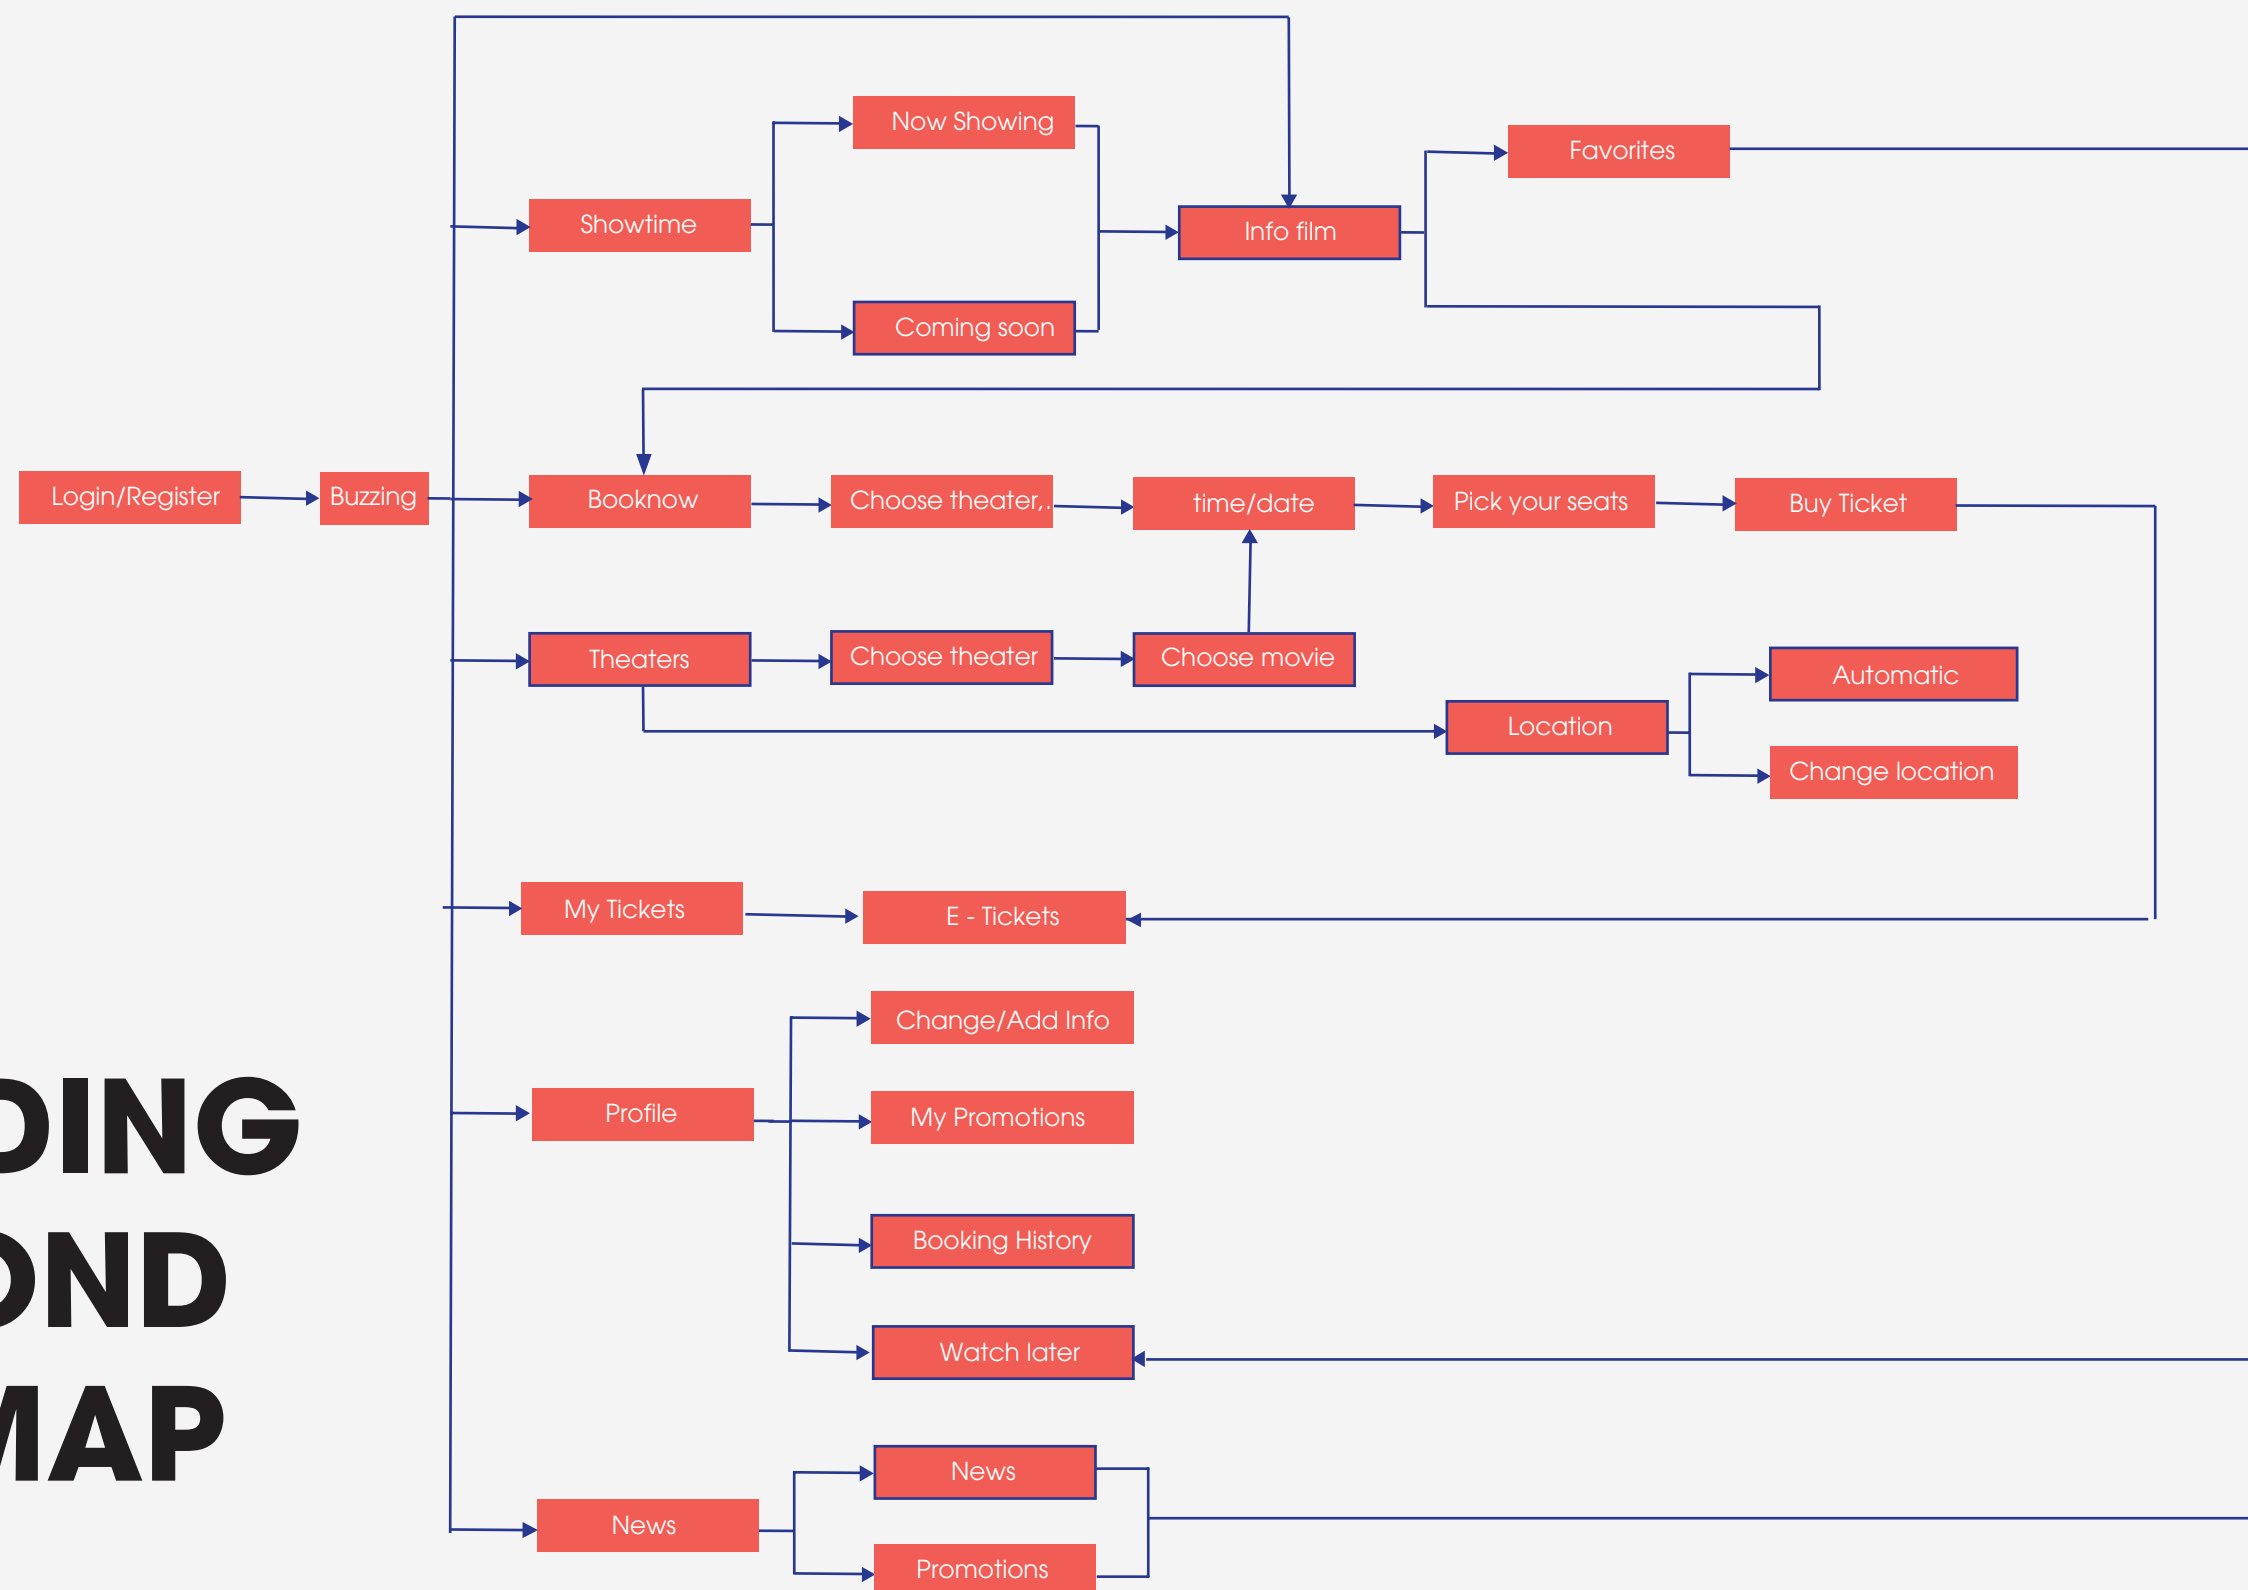 Now Showing
Favorites
Showtime
Info film
Coming soon
Login/Register
Buzzing
Booknow
Choose theater,.
time/date
Pick your seats
Buy Ticket
Theaters
Choose theater
Choose movie
Automatic
Location
Change location
My Tickets
E - Tickets
Change/Add Info
My Promotions
Profile
Booking History
Watch later
News
News
Promotions
DING
OND
MAP